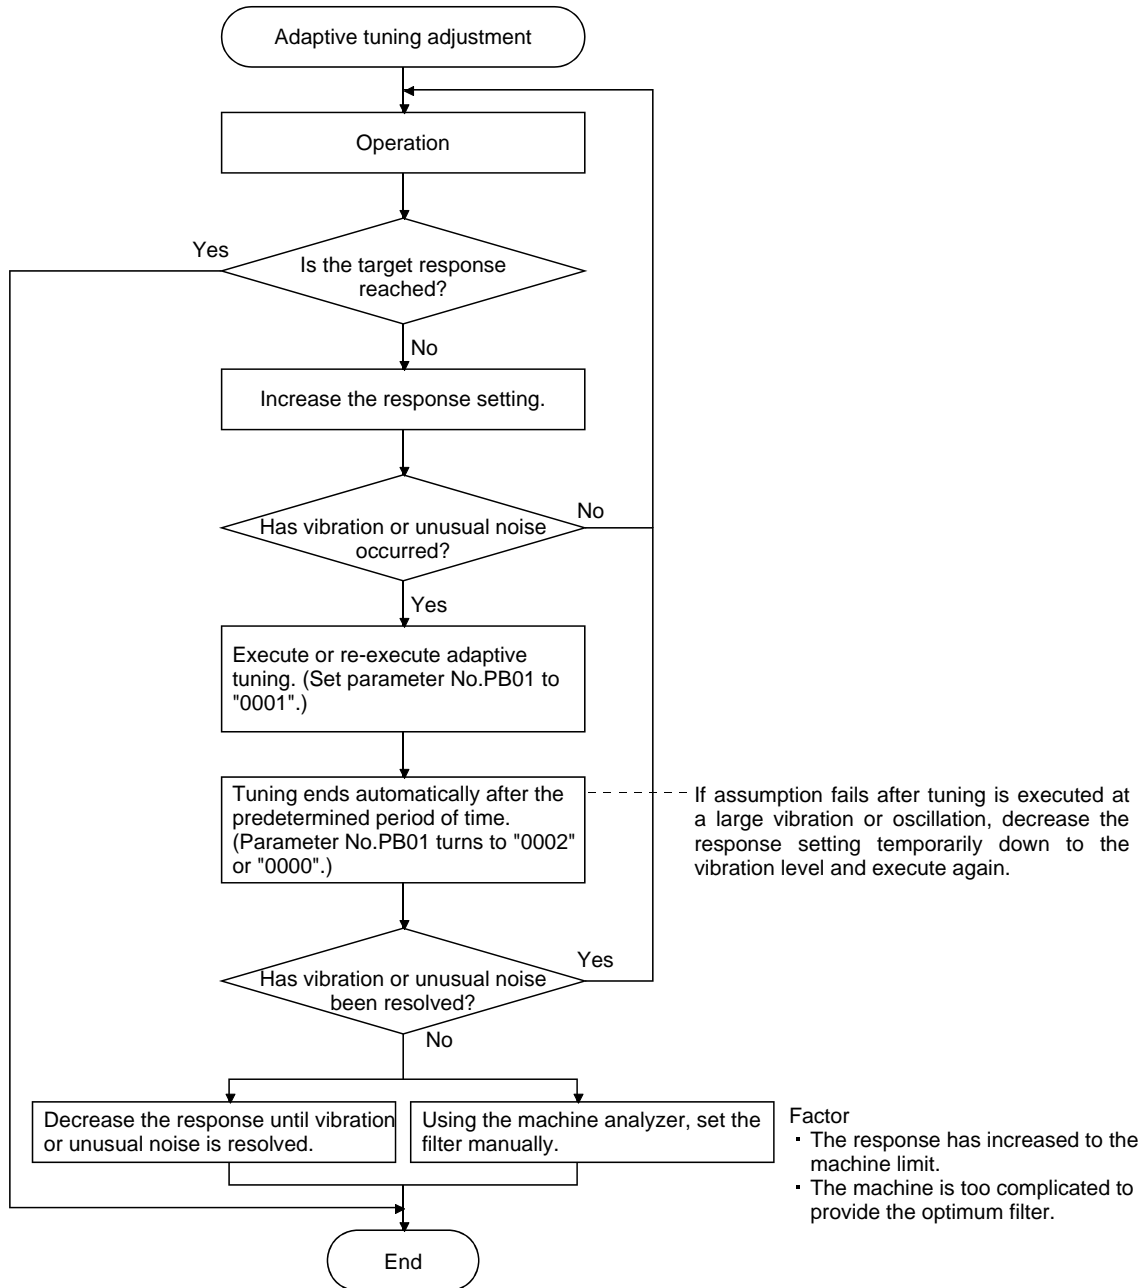 Adaptive tuning adjustment
Operation
Yes
Is the target response
reached?
No
Increase the response setting.
No
Has vibration or unusual noise
occurred?
Yes
Execute or re-execute adaptive
tuning. (Set parameter No.PB01 to
"0001".)
Tuning ends automatically after the
predetermined period of time.
(Parameter No.PB01 turns to "0002"
or "0000".)
If assumption fails after tuning is executed at
a large vibration or oscillation, decrease the
response setting temporarily down to the
vibration level and execute again.
Yes
Has vibration or unusual noise
been resolved?
No
Decrease the response until vibration
or unusual noise is resolved.
Using the machine analyzer, set the
filter manually.
Factor
・The response has increased to the
machine limit.
・The machine is too complicated to
provide the optimum filter.
End